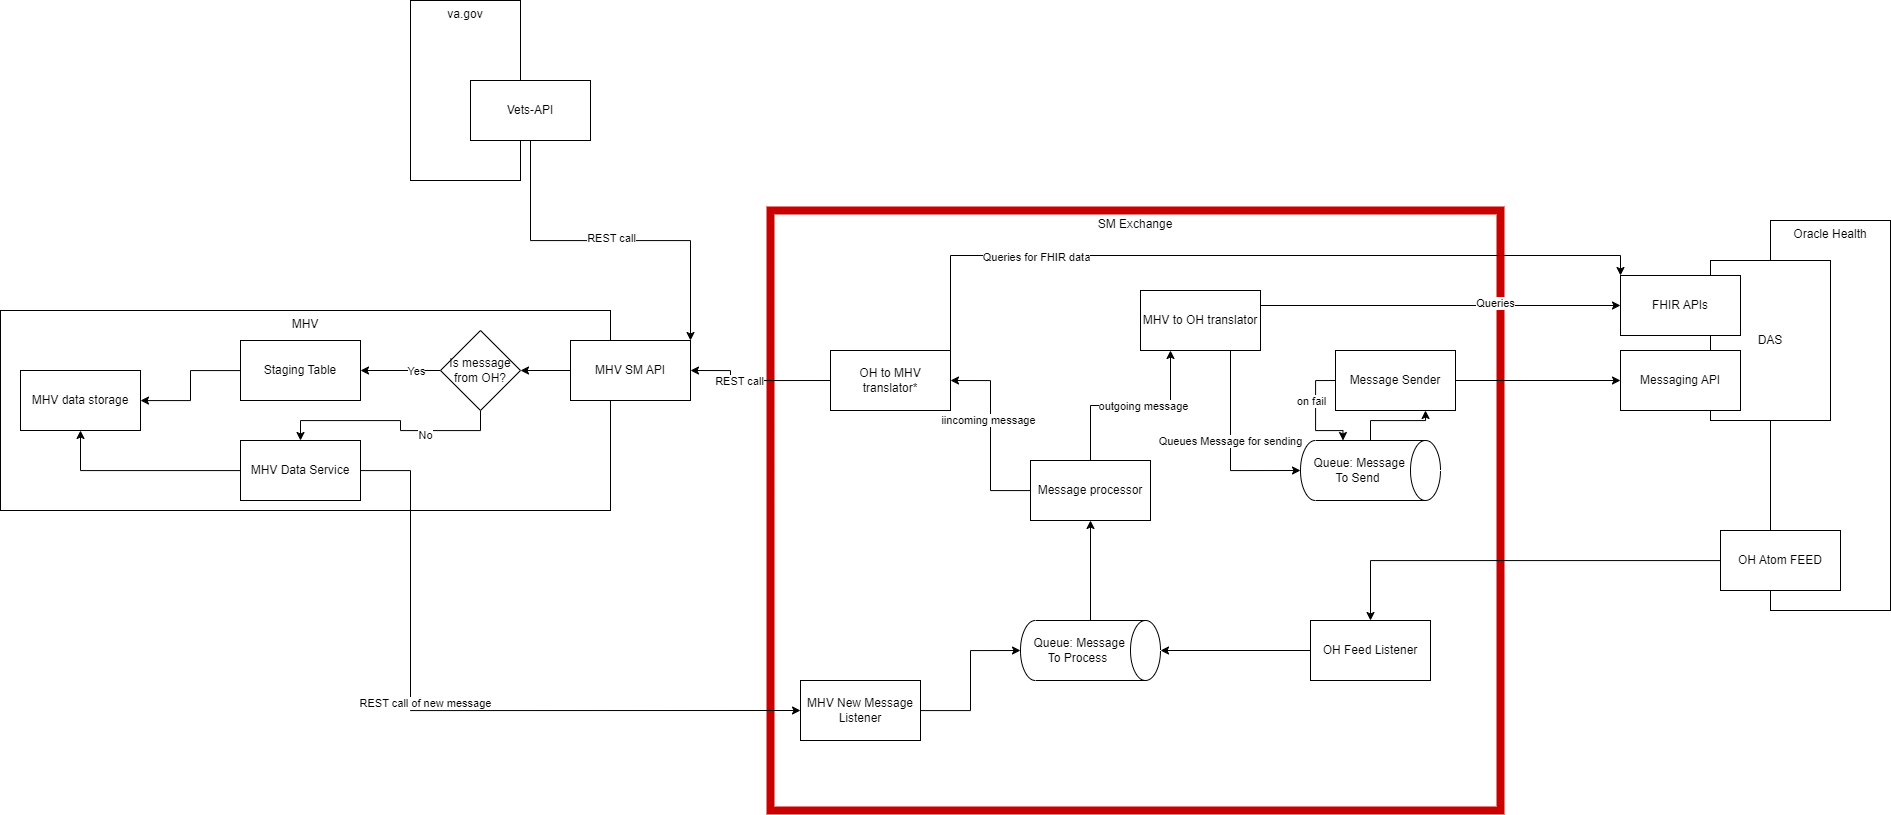 va.gov
Vets-API
REST call
SM Exchange
Oracle Health
Queries for FHIR data
FHIR APIs
Queries
MHV to OH translator
DAS
MHV
Is message
from OH?
Yes
Staging Table
MHV SM API
MHV data storage
No
MHV Data Service
REST call
OH to MHV
translator*
Message Sender
Messaging API
on fail
outgoing message
iincoming message
Queues Message for sending
Queue: Message
To Send
Message processor
OH Atom FEED
Queue: Message
To Process
OH Feed Listener
REST call of new message
MHV New Message
Listener